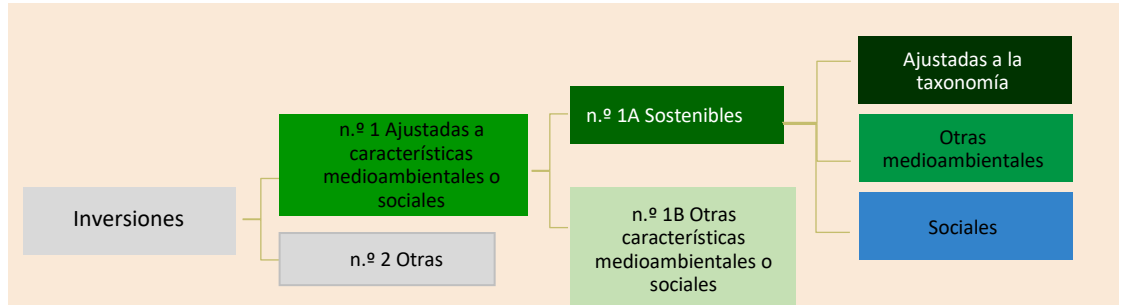 Inversiones
n.º 1 Ajustadas a
características
medioambientales o
sociales
n.º 2 Otras
n.º 1A Sostenibles
n.º 1B Otras
características
medioambientales o
sociales
Ajustadas a la
taxonomía
Otras
medioambientales
Sociales